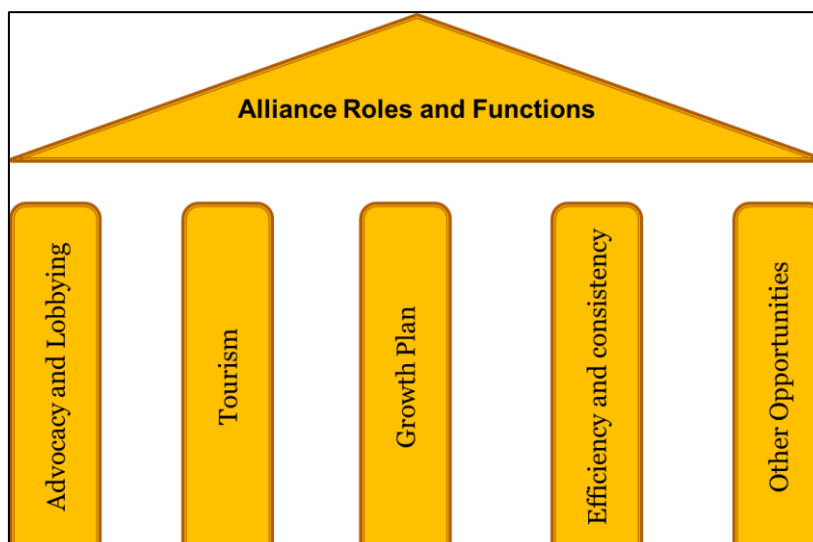 Alliance Roles and Functions
Advocacy and Lobbying
Tourism
Growth Plan
Efficiency and consistency
Other Opportunities